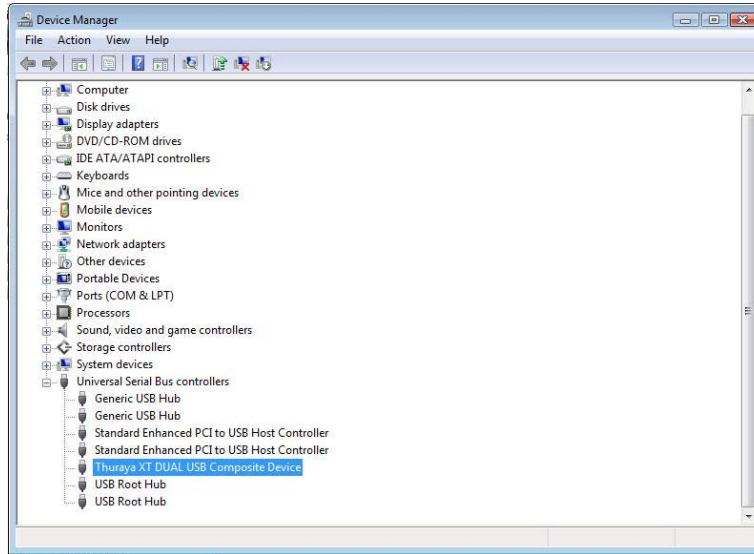 Device Manager
File Action View Help
Computer
Disk drives
Display adapters
DVD/CD-ROM drives
IDE ATA/ATAPI controllers
Keyboards
Mice and other pointing devices
Mobile devices
Monitors
Network adapters
Other devices
Portable Devices
Ports (COM & LPT)
Processors
Sound, video and game controllers
Storage controllers
System devices
Universal Serial Bus controllers
Generic USB Hub
Generic USB Hub
Standard Enhanced PCI to USB Host Controller
Standard Enhanced PCI to USB Host Controller
Thuraya XT DUAL USB Composite Device
USB Root Hub
USB Root Hub